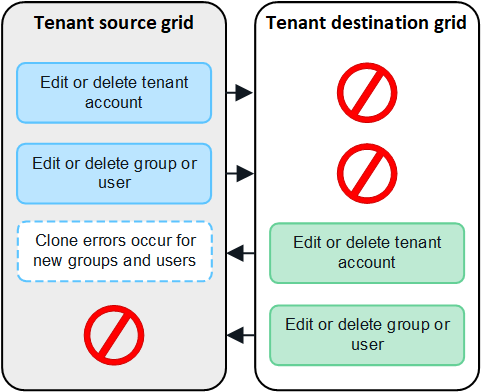 Tenant source grid
Tenant destination grid
Edit or delete tenant
account
Edit or delete group or
user
Clone errors occur for
new groups and users
Edit or delete tenant
account
Edit or delete group or
user